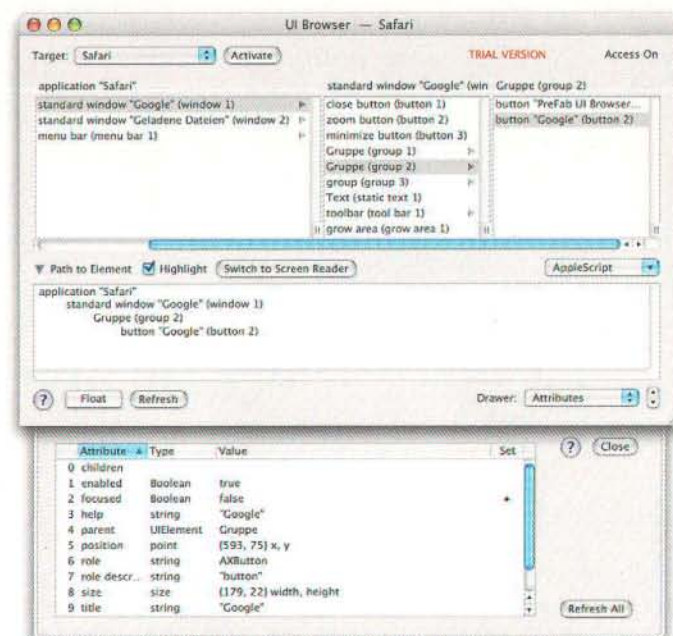 UI Browser — Safari
Target: Safari Activate TRIAL VERSION Access On
application "Safari"
standard window "Google" (window 1)
standard window "Geladene Dateien" (window 2)
menu bar (menu bar 1)
standard window "Google" (win
close button (button 1)
zoom button (button 2)
minimize button (button 3)
Gruppe (group 1)
Gruppe (group 2)
group (group 3)
Text (static text 1)
toolbar (tool bar 1)
grow area (grow area 1)
Gruppe (group 2)
button "PreFab UI Browser...
button "Google" (button 2)
Path to Element Highlight Switch to Screen Reader AppleScript
application "Safari"
standard window "Google" (window 1)
Gruppe (group 2)
button "Google" (button 2)
? Float Refresh Drawer: Attributes
Attribute Type Value Set ? Close
0 children
1 enabled Boolean true
2 focused Boolean false
3 help string "Google"
4 parent UIElement Gruppe
5 position point (593, 75) x, y
6 role string AXButton
7 role descr... string "button"
8 size size (179, 22) width, height
9 title string "Google"
Refresh All